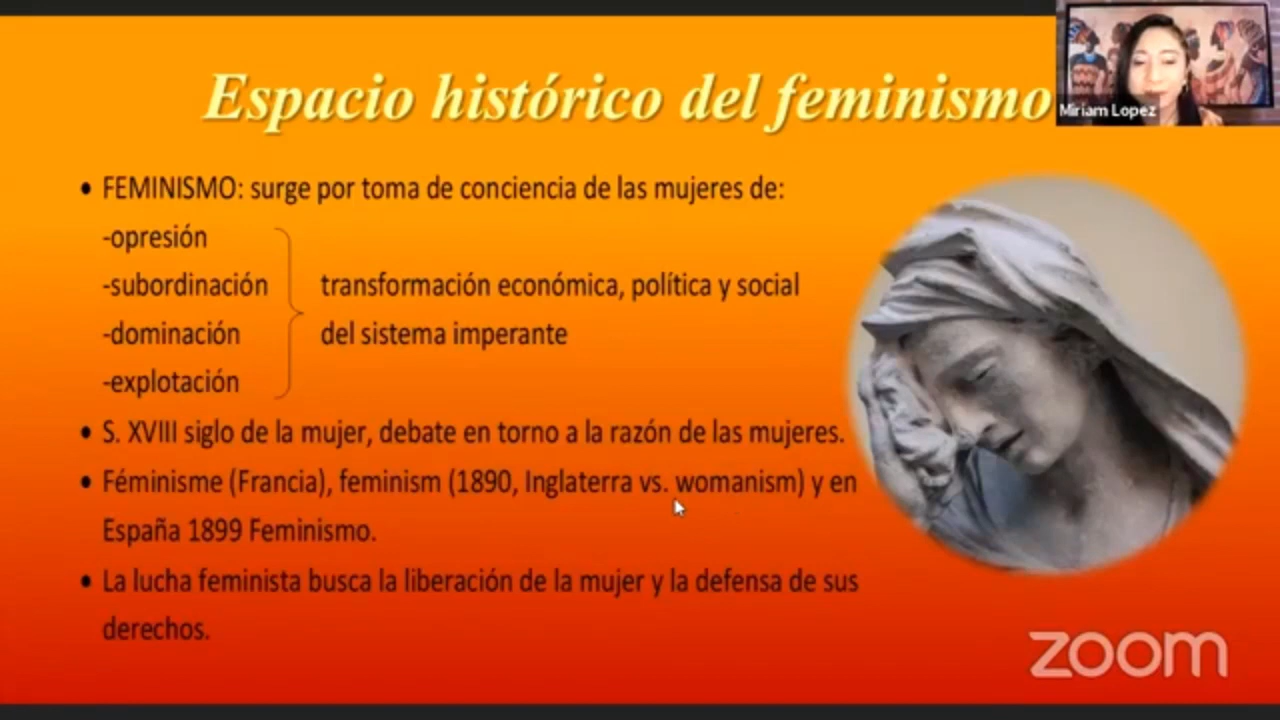 Espacio histórico del feminismo
Miriam Lopez
• FEMINISMO: surge por toma de conciencia de las mujeres de:
-opresión
-subordinación
transformación económica, política y social
-dominación
del sistema imperante
-explotación
• S. XVIII siglo de la mujer, debate en torno a la razón de las mujeres.
• Féminisme (Francia), feminism (1890, Inglaterra vs. womanism) y en
España 1899 Feminismo.
• La lucha feminista busca la liberación de la mujer y la defensa de sus
derechos.
zoom